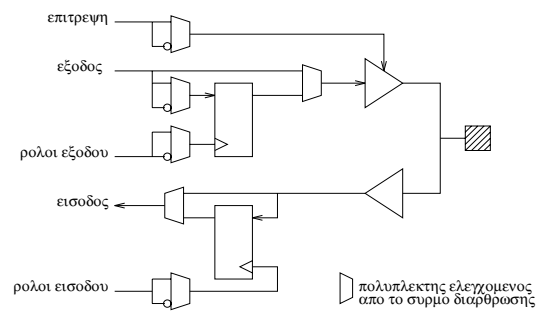 επιτρεψη
εξοδος
ρολοι εξοδου
εισοδος
ρολοι εισοδου
πολυπλεκτης ελεγχομενος
απο το συρμο διαρθρωσης